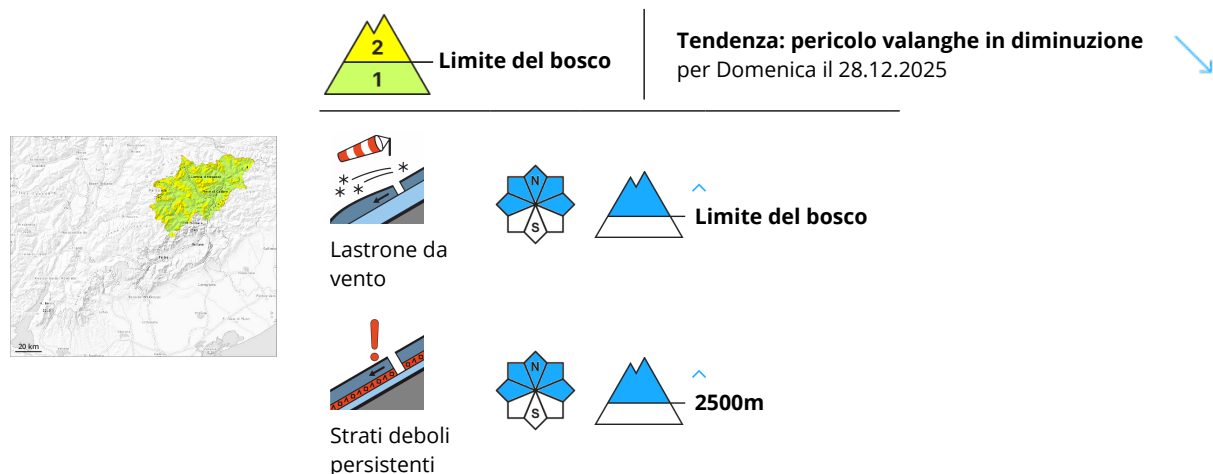 2
1
Limite del bosco
Tendenza: pericolo valanghe in diminuzione
per Domenica il 28.12.2025
20 km
N
S
Limite del bosco
Lastrone da
vento
N
S
2500m
Strati deboli
persistenti